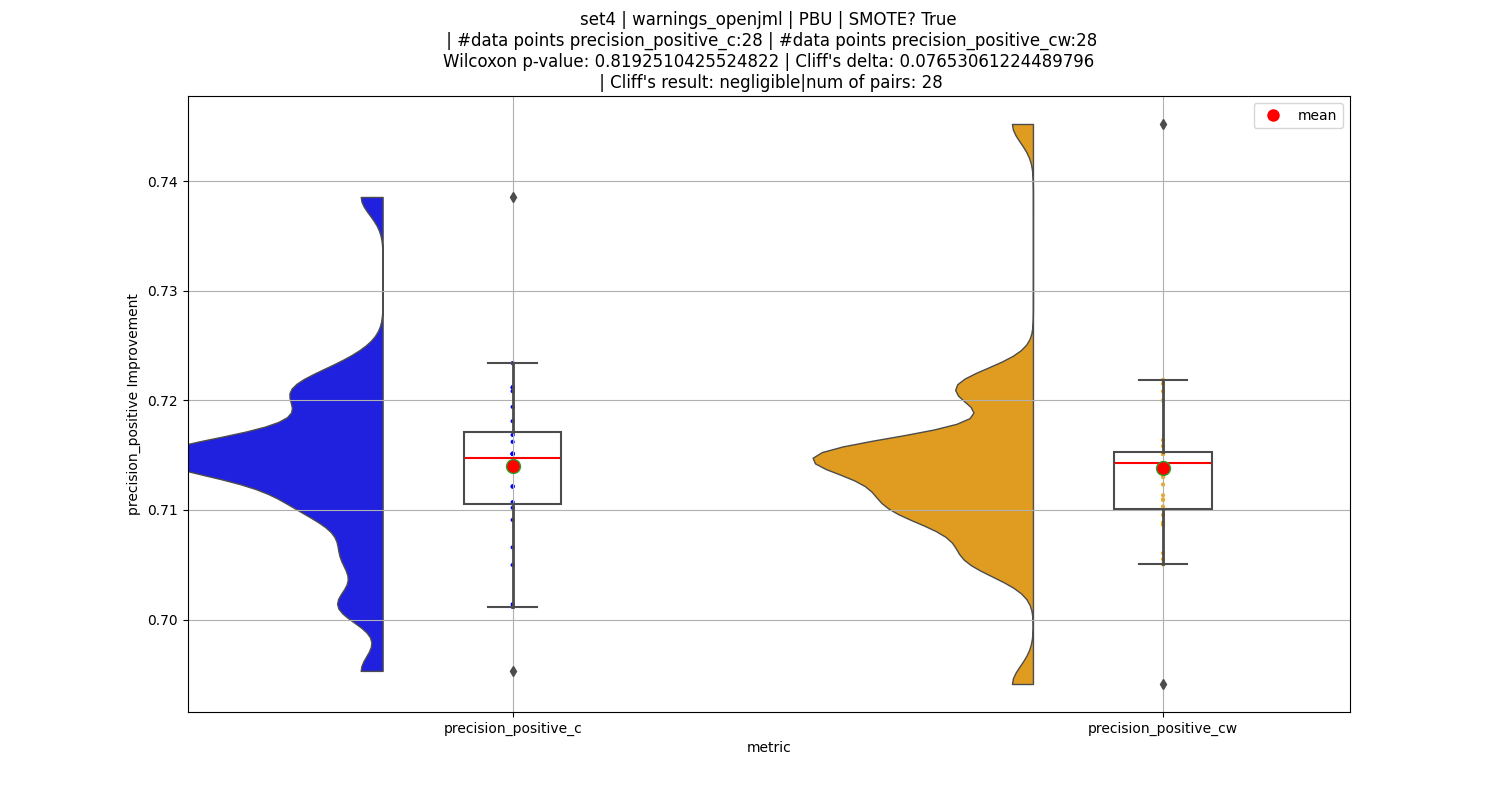 set4 | warnings_openjml | PBU | SMOTE? True
| #data points precision_positive_c:28 | #data points precision_positive_cw:28
Wilcoxon p-value: 0.8192510425524822 | Cliff's delta: 0.07653061224489796
| Cliff's result: negligible|num of pairs: 28
mean
0.74
0.73
0.72
0.71
0.70
precision_positive Improvement
precision_positive_c
precision_positive_cw
metric